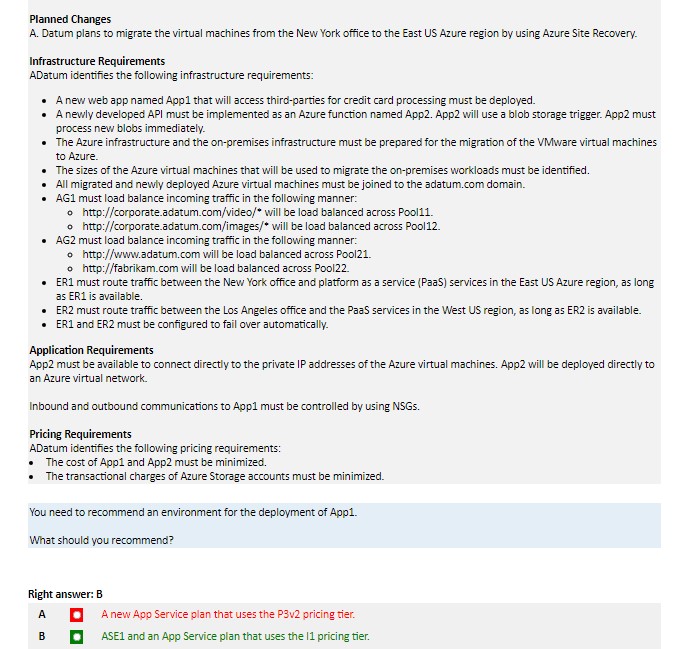 Planned Changes
A. Datum plans to migrate the virtual machines from the New York office to the East US Azure region by using Azure Site Recovery.
Infrastructure Requirements
ADatum identifies the following infrastructure requirements:
• A new web app named App1 that will access third-parties for credit card processing must be deployed.
• A newly developed API must be implemented as an Azure function named App2. App2 will use a blob storage trigger. App2 must
process new blobs immediately.
• The Azure infrastructure and the on-premises infrastructure must be prepared for the migration of the VMware virtual machines
to Azure.
• The sizes of the Azure virtual machines that will be used to migrate the on-premises workloads must be identified.
• All migrated and newly deployed Azure virtual machines must be joined to the adatum.com domain.
• AG1 must load balance incoming traffic in the following manner:
o http://corporate.adatum.com/video/* will be load balanced across Pool11.
o http://corporate.adatum.com/images/* will be load balanced across Pool12.
• AG2 must load balance incoming traffic in the following manner:
o http://www.adatum.com will be load balanced across Pool21.
o http://fabrikam.com will be load balanced across Pool22.
• ER1 must route traffic between the New York office and platform as a service (PaaS) services in the East US Azure region, as long
as ER1 is available.
• ER2 must route traffic between the Los Angeles office and the PaaS services in the West US region, as long as ER2 is available.
• ER1 and ER2 must be configured to fail over automatically.
Application Requirements
App2 must be available to connect directly to the private IP addresses of the Azure virtual machines. App2 will be deployed directly to
an Azure virtual network.
Inbound and outbound communications to App1 must be controlled by using NSGs.
Pricing Requirements
ADatum identifies the following pricing requirements:
• The cost of App1 and App2 must be minimized.
• The transactional charges of Azure Storage accounts must be minimized.
You need to recommend an environment for the deployment of App1.
What should you recommend?
Right answer: B
A A new App Service plan that uses the P3v2 pricing tier.
B ASE1 and an App Service plan that uses the I1 pricing tier.